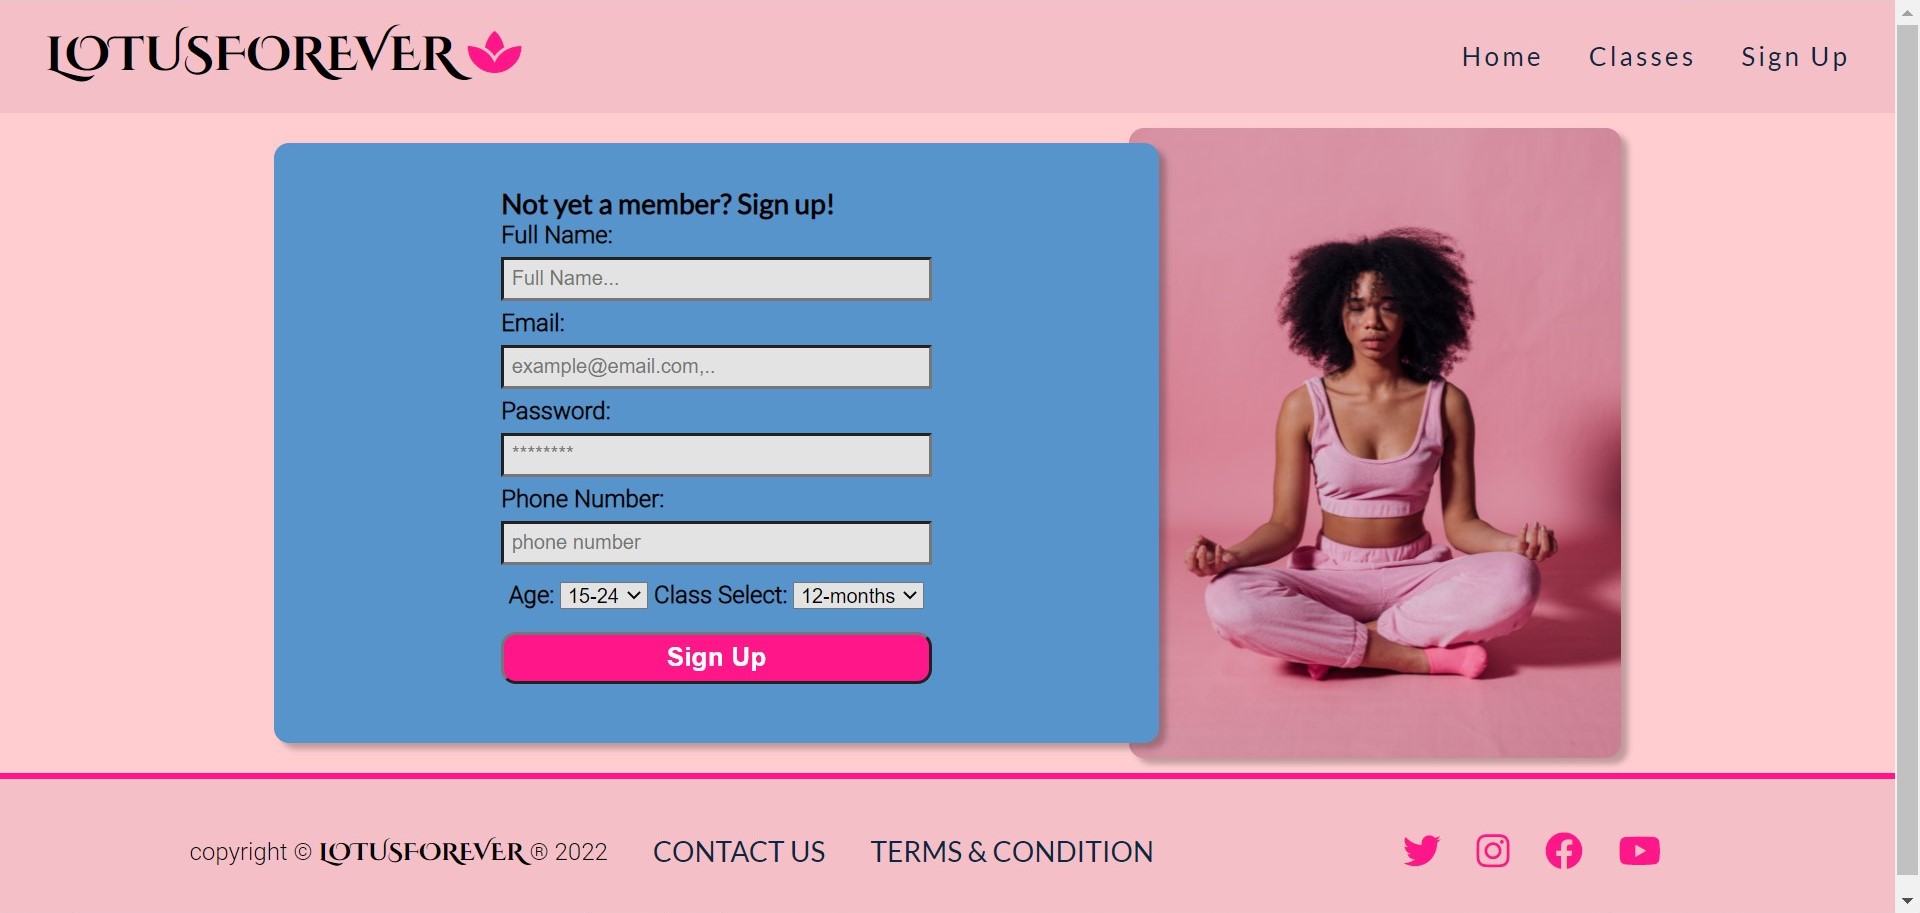 LOTUSFOREVER
Home Classes Sign Up
Not yet a member? Sign up!
Full Name:
Full Name...
Email:
example@email.com,..
Password:
********
Phone Number:
phone number
Age: 15-24 Class Select: 12-months
Sign Up
copyright © LOTUSFOREVER® 2022 CONTACT US TERMS & CONDITION